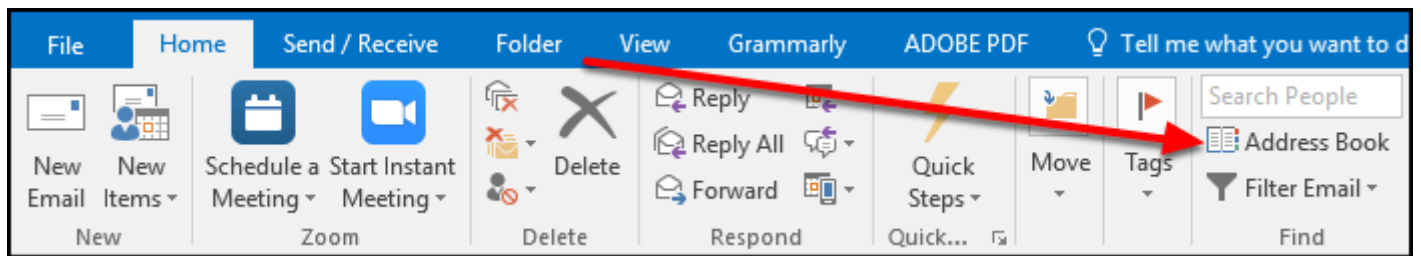 File Home Send / Receive Folder View Grammarly ADOBE PDF Tell me what you want to d
Search People
Reply
Address Book
Reply All
New Email
New Items
Schedule a Meeting
Start Instant Meeting
Delete
Forward
Quick Steps
Move
Tags
Filter Email
New Zoom Delete Respond Quick... Find